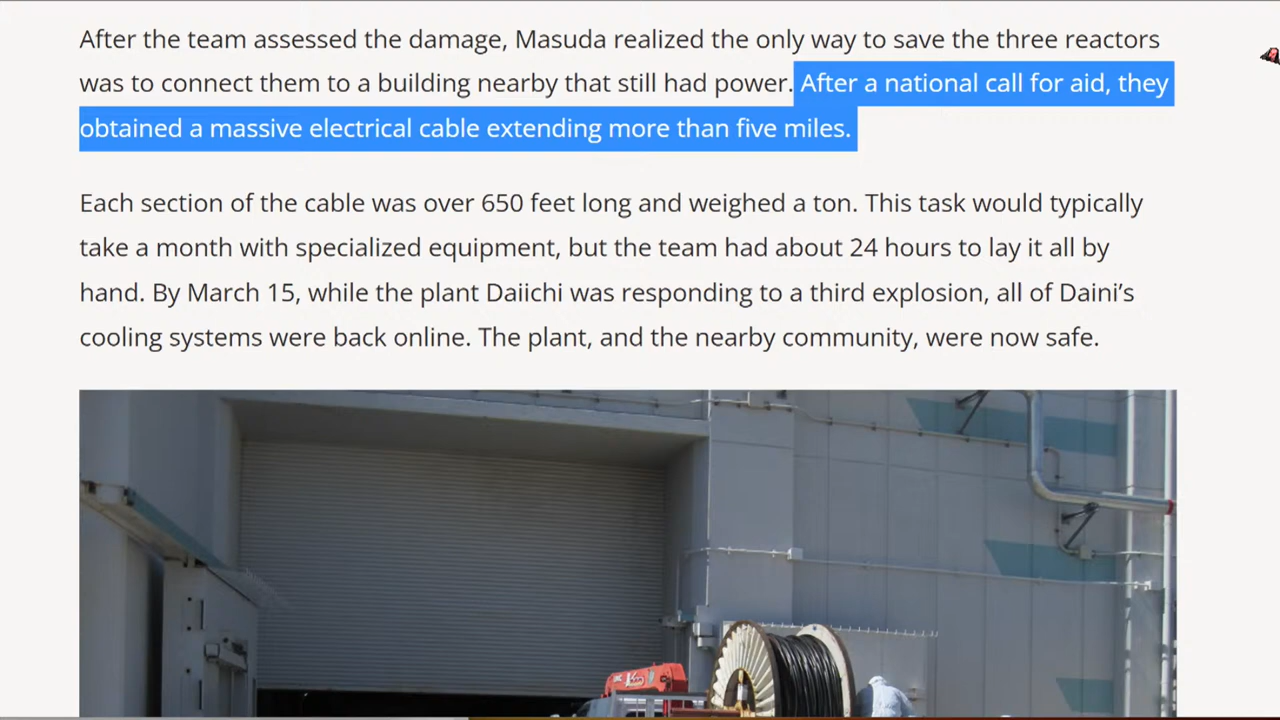 After the team assessed the damage, Masuda realized the only way to save the three reactors
was to connect them to a building nearby that still had power. After a national call for aid, they
obtained a massive electrical cable extending more than five miles.
Each section of the cable was over 650 feet long and weighed a ton. This task would typically
take a month with specialized equipment, but the team had about 24 hours to lay it all by
hand. By March 15, while the plant Daiichi was responding to a third explosion, all of Daini’s
cooling systems were back online. The plant, and the nearby community, were now safe.